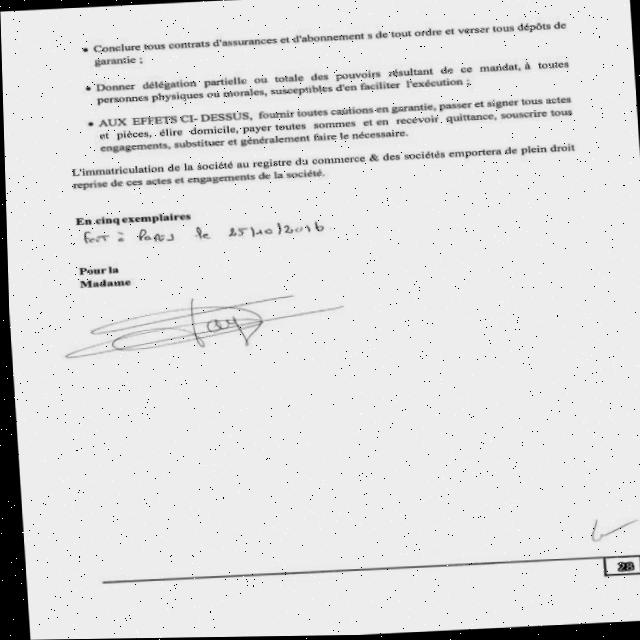 • Conclure tous contrats d'assurances et d'abonnement s de tout ordre et verser tous dépôts de
garantie ;
• Donner délégation partielle ou totale des pouvoirs résultant de ce mandat, à toutes
personnes physiques ou morales, susceptibles d'en faciliter l'exécution ;
• AUX EFFETS CI- DESSUS, fournir toutes cautions en garantie, passer et signer tous actes
et pièces, élire domicile, payer toutes sommes et en recevoir quittance, souscrire tous
engagements, substituer et généralement faire le nécessaire.
L'immatriculation de la société au registre du commerce & des sociétés emportera de plein droit
reprise de ces actes et engagements de la société.
En cinq exemplaires
Fait à Paris le 25/10/2016
Pour la
Madame